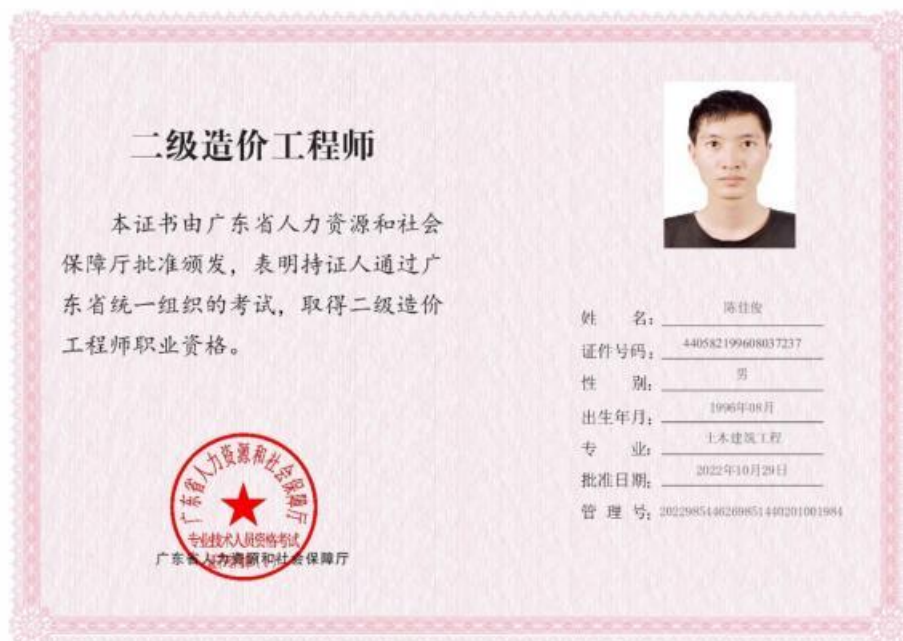 二级造价工程师
本证书由广东省人力资源和社会
保障厅批准颁发，表明持证人通过广
东省统一组织的考试，取得二级造价
工程师职业资格。
广东省人力资源和社会保障厅
专业技术人员资格考试
广东省人力资源和社会保障厅
姓 名：陈佳俊
证件号码：440582199608037237
性 别：男
出生年月：1996年08月
专 业：土木建筑工程
批准日期：2022年10月29日
管 理 号：2022985446269851440201001984